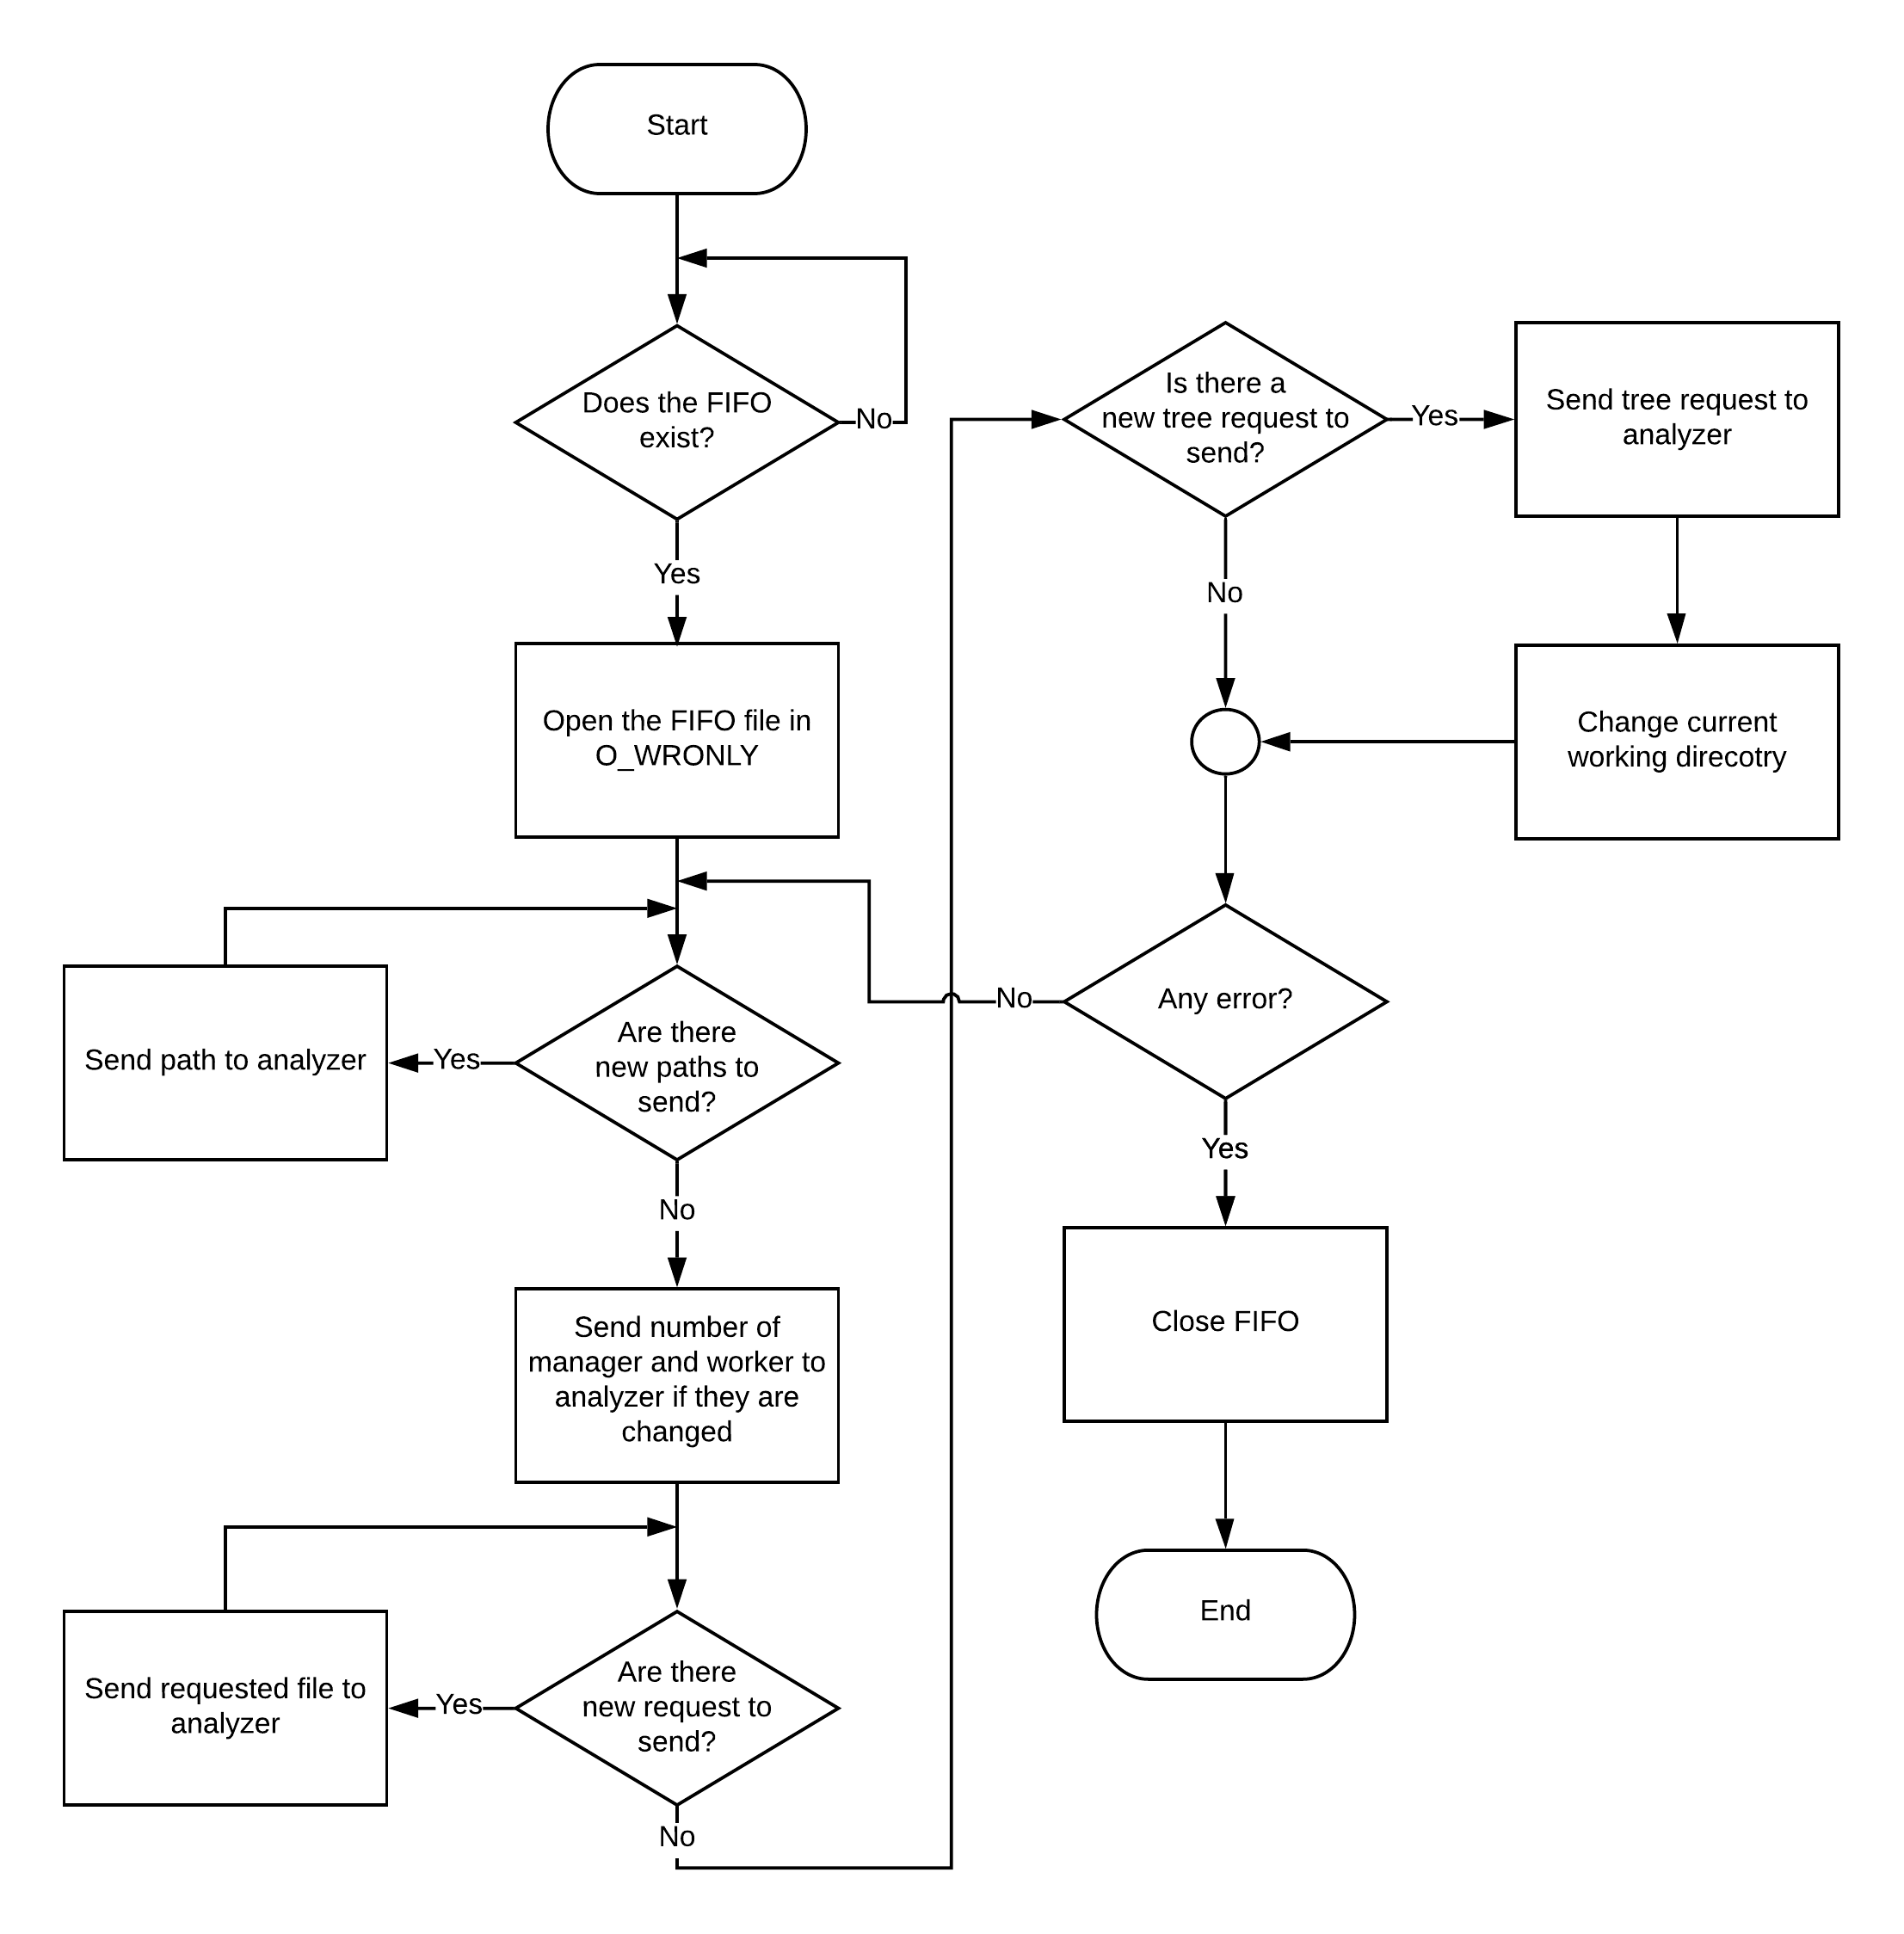 Start
Does the FIFO
exist?
No
Yes
Open the FIFO file in
O_WRONLY
Are there
new paths to
send?
Yes
Send path to analyzer
No
Send number of
manager and worker to
analyzer if they are
changed
Are there
new request to
send?
Yes
Send requested file to
analyzer
No
Is there a
new tree request to
send?
Yes
Send tree request to
analyzer
No
Change current
working direcotry
Any error?
No
Yes
Close FIFO
End